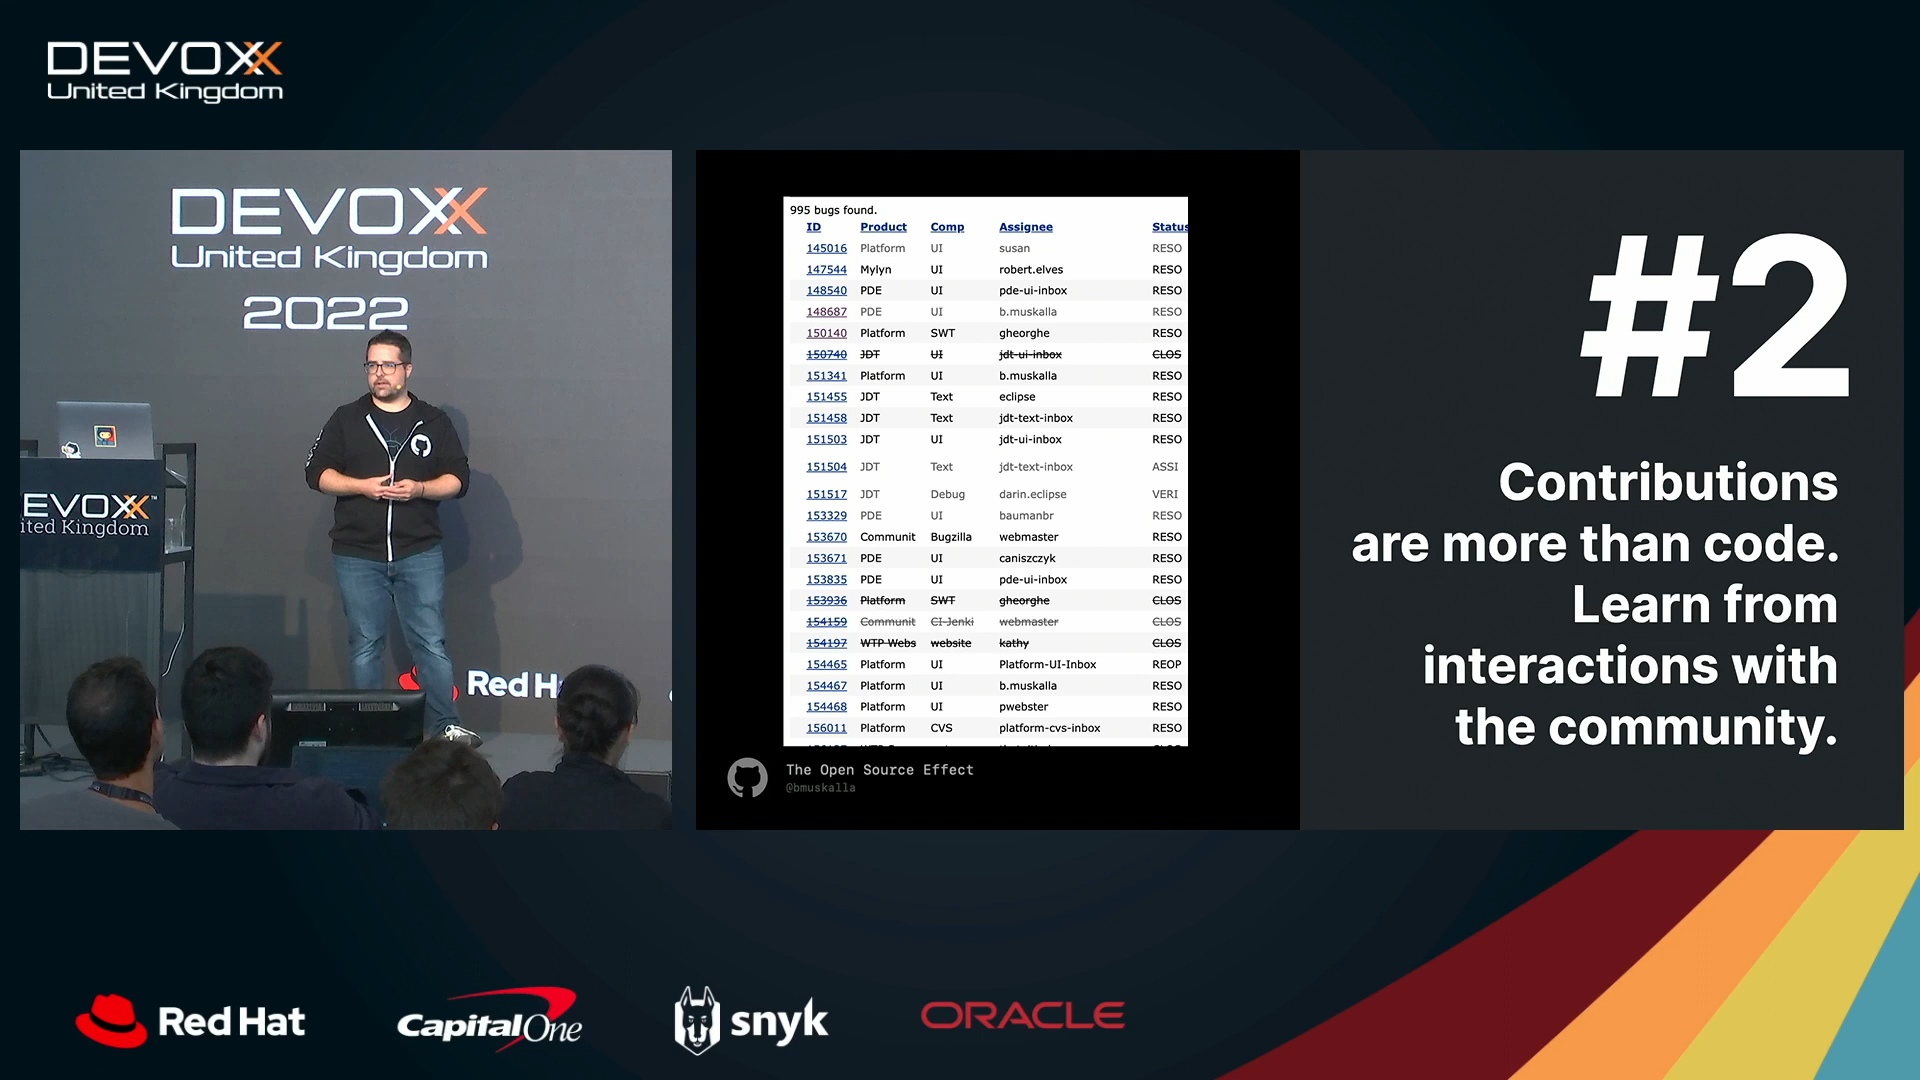 DEVOXX
United Kingdom
DEVOXX
United Kingdom
2022
EVOXX™
ited Kingdom
Red H
995 bugs found.
ID Product Comp Assignee Status
145016 Platform UI susan RESO
147544 Mylyn UI robert.elves RESO
148540 PDE UI pde-ui-inbox RESO
148687 PDE UI b.muskalla RESO
150140 Platform SWT gheorghe RESO
150740 JDT UI jdt-ui-inbox CLOS
151341 Platform UI b.muskalla RESO
151455 JDT Text eclipse RESO
151458 JDT Text jdt-text-inbox RESO
151503 JDT UI jdt-ui-inbox RESO
151504 JDT Text jdt-text-inbox ASSI
151517 JDT Debug darin.eclipse VERI
153329 PDE UI baumanbr RESO
153670 Communit Bugzilla webmaster RESO
153671 PDE UI caniszczyk RESO
153835 PDE UI pde-ui-inbox RESO
153936 Platform SWT gheorghe CLOS
154159 Communit CI-Jenki webmaster CLOS
154197 WTP Webs website kathy CLOS
154465 Platform UI Platform-UI-Inbox REOP
154467 Platform UI b.muskalla RESO
154468 Platform UI pwebster RESO
156011 Platform CVS platform-cvs-inbox RESO
The Open Source Effect
@bmuskalla
#2
Contributions
are more than code.
Learn from
interactions with
the community.
Red Hat
Capital One
snyk
ORACLE